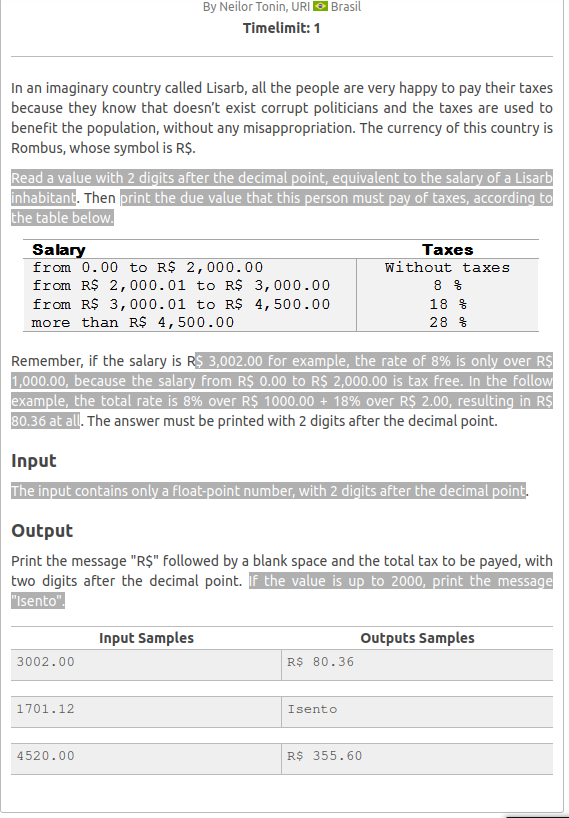 By Neilor Tonin, URI Brasil
Timelimit: 1
In an imaginary country called Lisarb, all the people are very happy to pay their taxes
because they know that doesn't exist corrupt politicians and the taxes are used to
benefit the population, without any misappropriation. The currency of this country is
Rombus, whose symbol is R$.
Read a value with 2 digits after the decimal point, equivalent to the salary of a Lisarb
inhabitant. Then print the due value that this person must pay of taxes, according to
the table below.
Salary Taxes
from 0.00 to R$ 2,000.00 Without taxes
from R$ 2,000.01 to R$ 3,000.00 8 %
from R$ 3,000.01 to R$ 4,500.00 18 %
more than R$ 4,500.00 28 %
Remember, if the salary is R$ 3,002.00 for example, the rate of 8% is only over R$
1,000.00, because the salary from R$ 0.00 to R$ 2,000.00 is tax free. In the follow
example, the total rate is 8% over R$ 1000.00 + 18% over R$ 2.00, resulting in R$
80.36 at all. The answer must be printed with 2 digits after the decimal point.
Input
The input contains only a float-point number, with 2 digits after the decimal point.
Output
Print the message "R$" followed by a blank space and the total tax to be payed, with
two digits after the decimal point. If the value is up to 2000, print the message
"Isento".
Input Samples Outputs Samples
3002.00 R$ 80.36
1701.12 Isento
4520.00 R$ 355.60